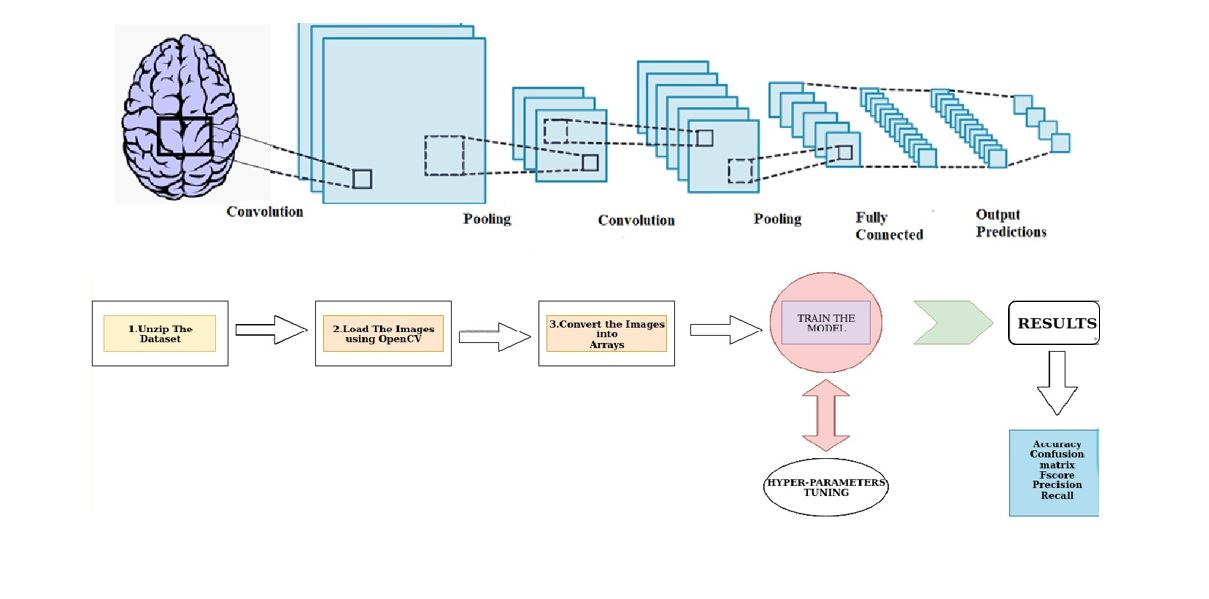 Convolution
Pooling
Convolution
Pooling
Fully
Connected
Output
Predictions
1.Unzip The
Dataset
2.Load The Images
using OpenCV
3.Convert the Images
into
Arrays
TRAIN THE
MODEL
RESULTS
HYPER-PARAMETERS
TUNING
Accuracy
Confusion
matrix
Fscore
Precision
Recall